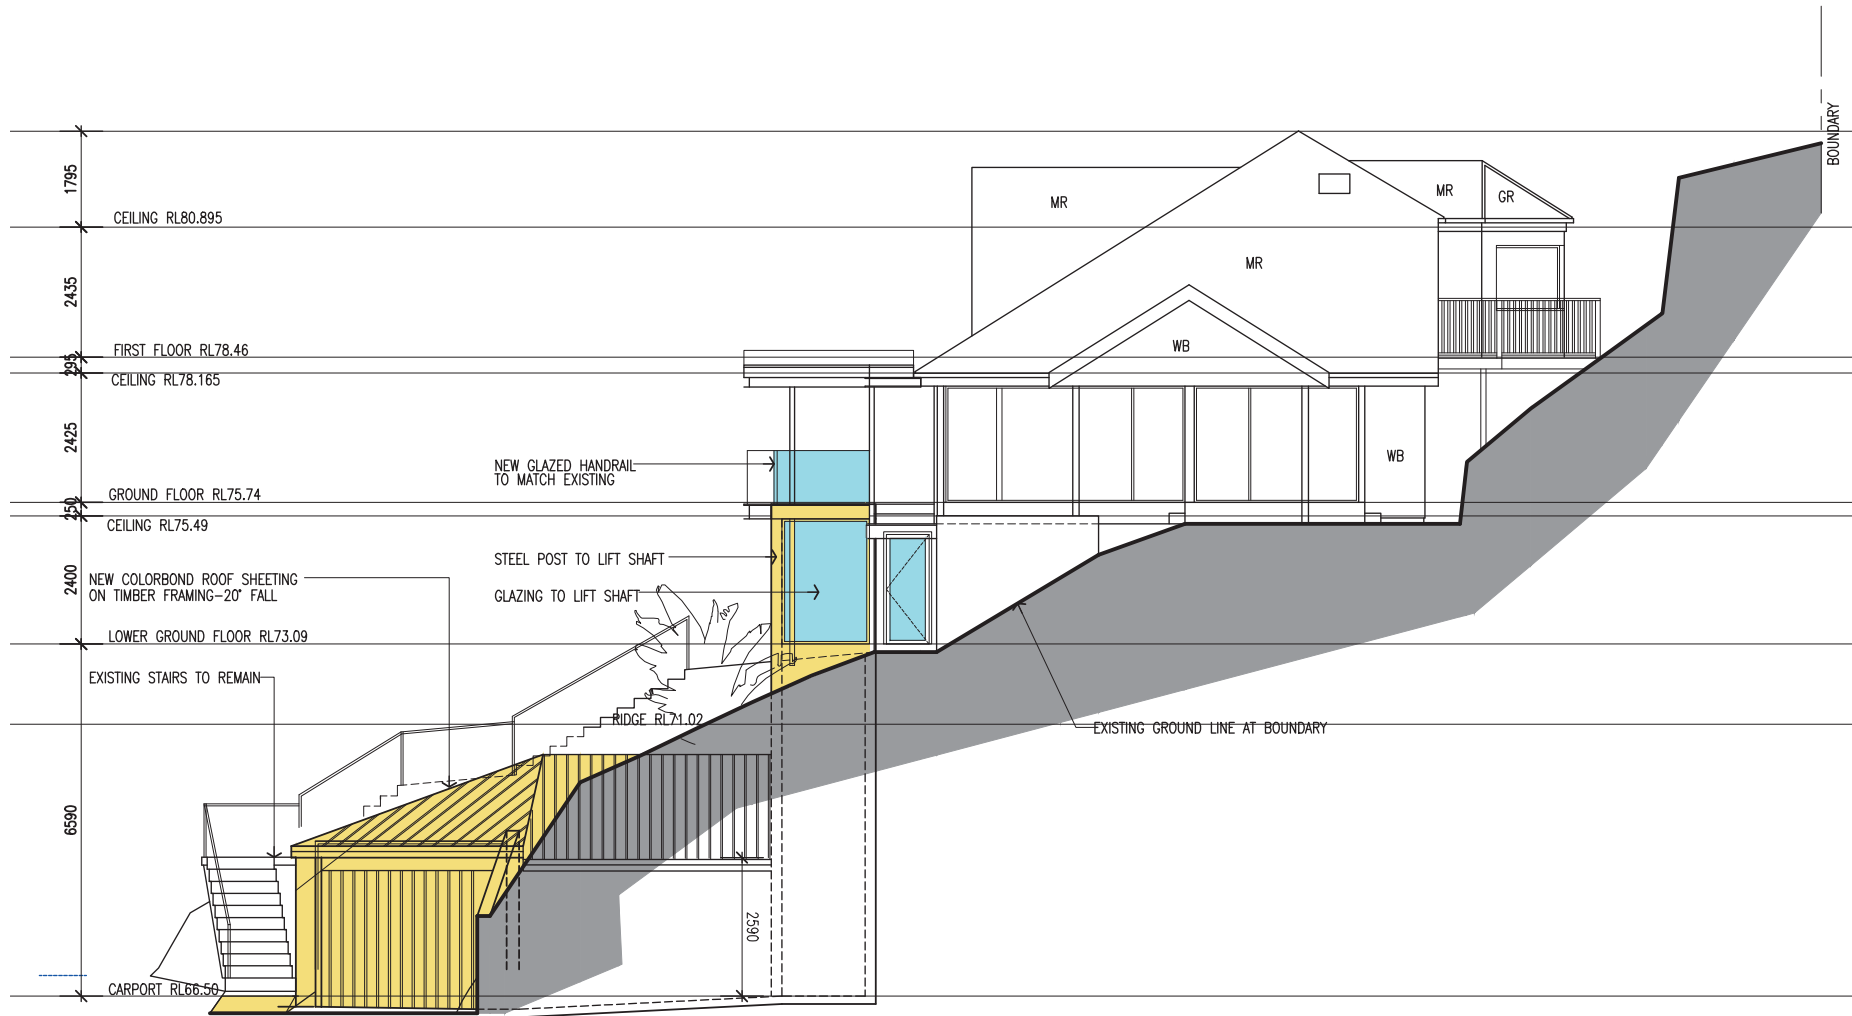 BOUNDARY
1795
CEILING RL80.895
MR
MR
GR
2435
MR
FIRST FLOOR RL78.46
295
CEILING RL78.165
WB
2425
NEW GLAZED HANDRAIL
TO MATCH EXISTING
WB
GROUND FLOOR RL75.74
250
CEILING RL75.49
STEEL POST TO LIFT SHAFT
2400
NEW COLORBOND ROOF SHEETING
ON TIMBER FRAMING-20° FALL
GLAZING TO LIFT SHAFT
LOWER GROUND FLOOR RL73.09
EXISTING STAIRS TO REMAIN
RIDGE RL71.02
EXISTING GROUND LINE AT BOUNDARY
6590
2590
CARPORT RL66.50